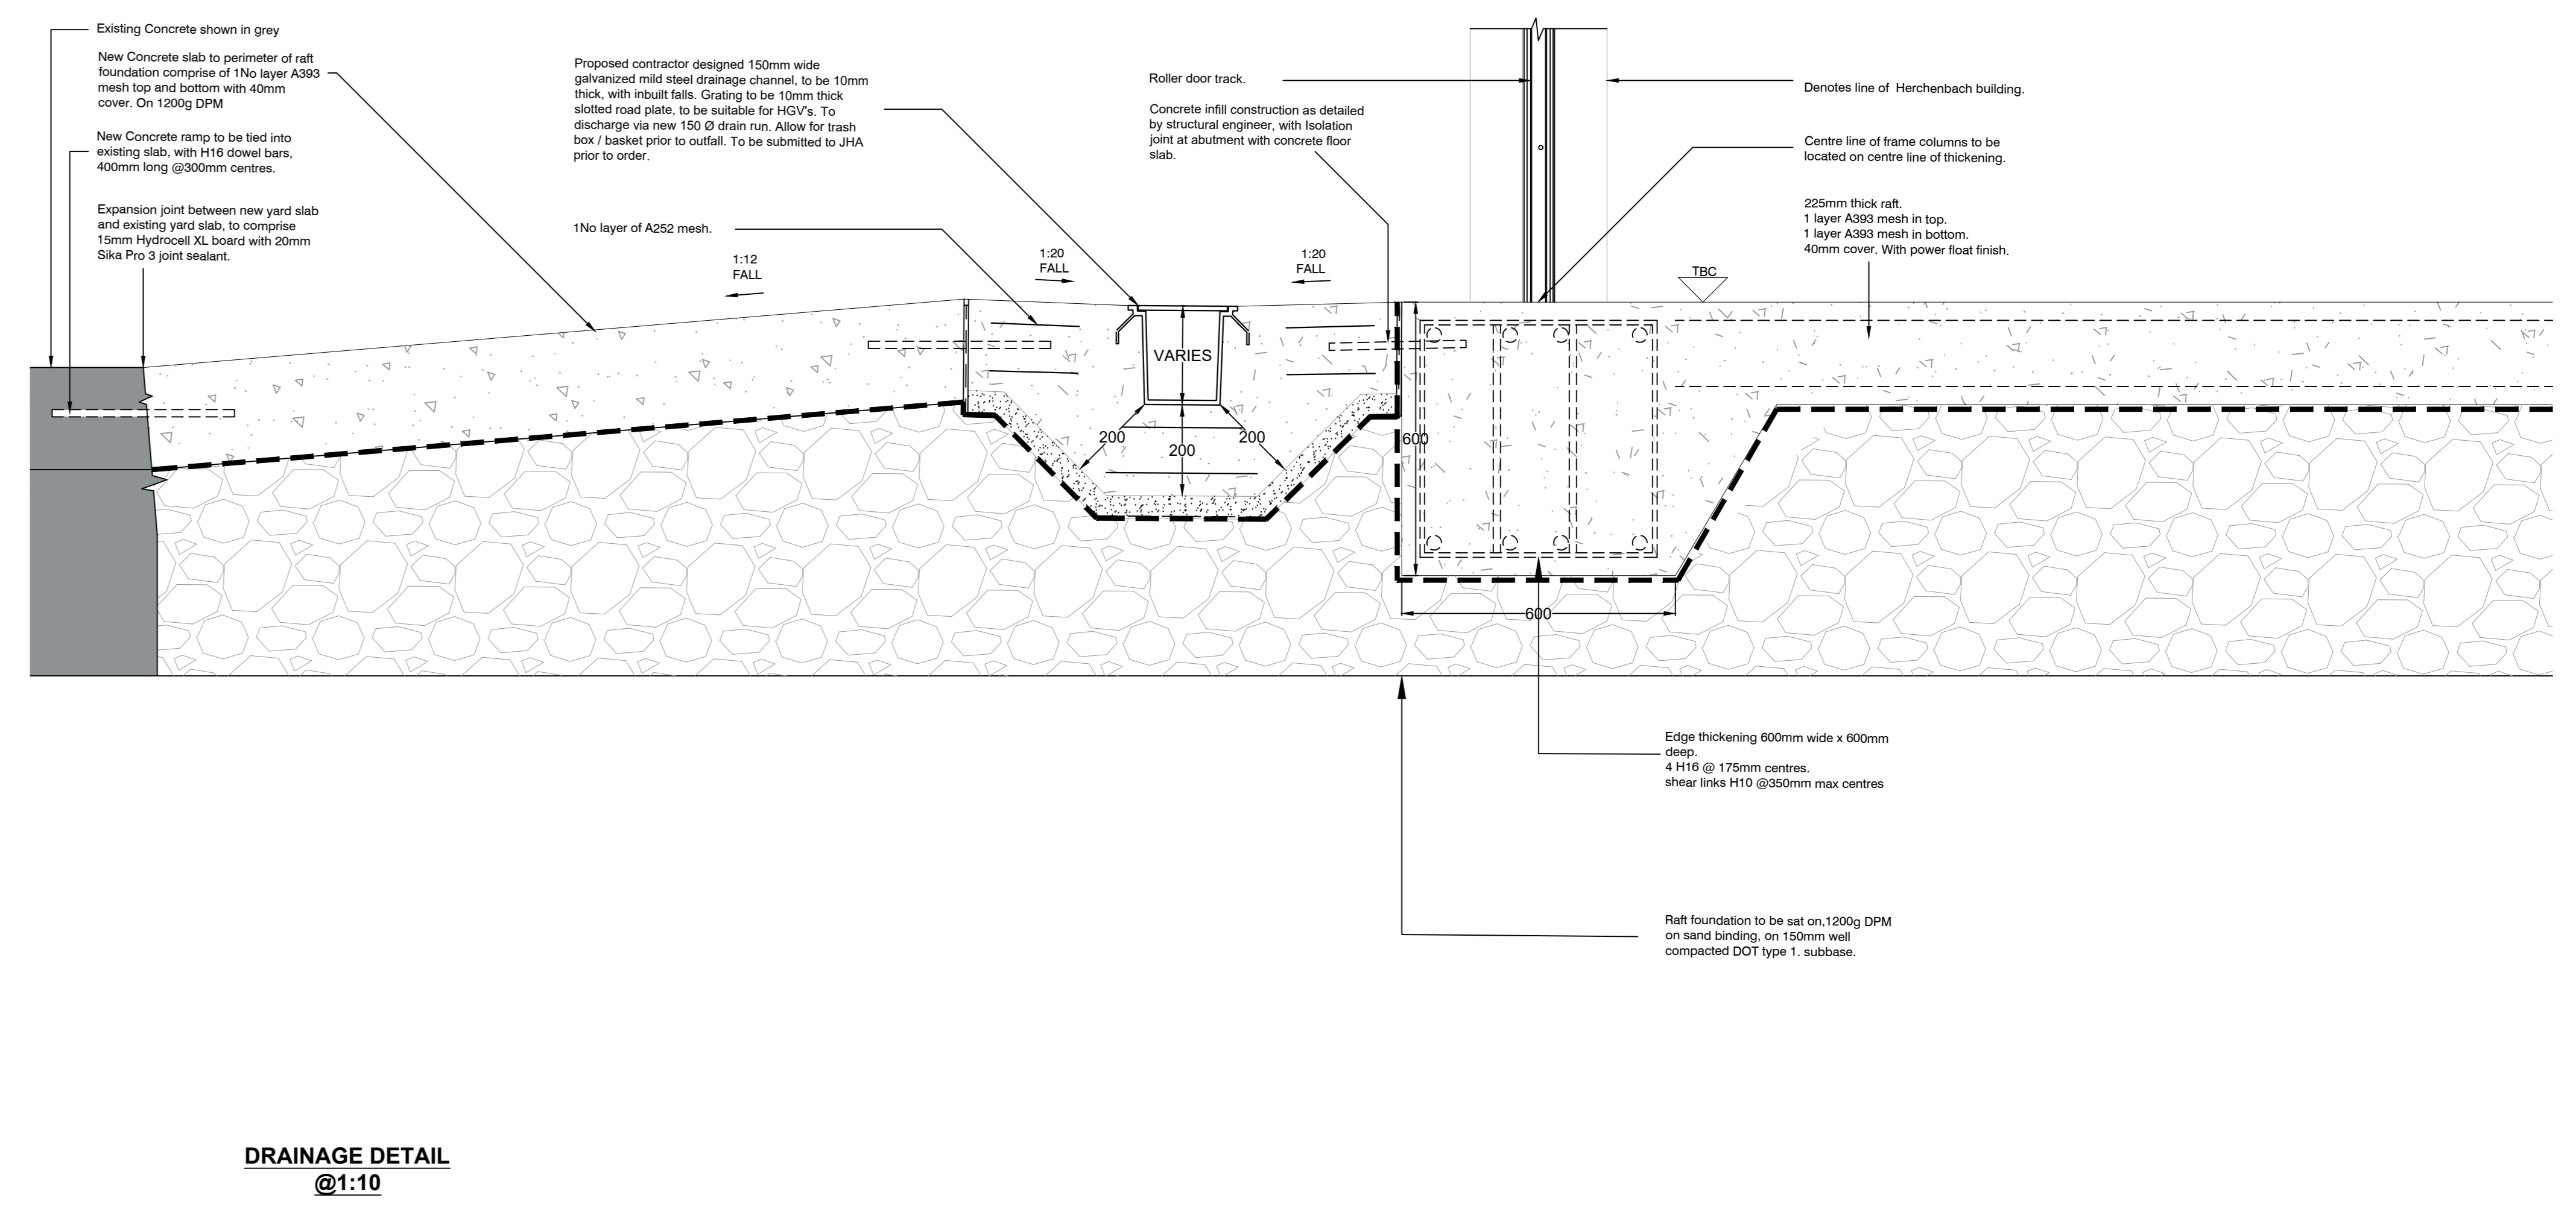 Existing Concrete shown in grey
New Concrete slab to perimeter of raft
foundation comprise of 1No layer A393
mesh top and bottom with 40mm
cover. On 1200g DPM
New Concrete ramp to be tied into
existing slab, with H16 dowel bars,
400mm long @300mm centres.
Expansion joint between new yard slab
and existing yard slab, to comprise
15mm Hydrocell XL board with 20mm
Sika Pro 3 joint sealant.
Proposed contractor designed 150mm wide
galvanized mild steel drainage channel, to be 10mm
thick, with inbuilt falls. Grating to be 10mm thick
slotted road plate, to be suitable for HGV's. To
discharge via new 150 Ø drain run. Allow for trash
box / basket prior to outfall. To be submitted to JHA
prior to order.
1No layer of A252 mesh.
1:12
FALL
1:20
FALL
1:20
FALL
Roller door track.
Concrete infill construction as detailed
by structural engineer, with Isolation
joint at abutment with concrete floor
slab.
Denotes line of  Herchenbach building.
Centre line of frame columns to be
located on centre line of thickening.
225mm thick raft.
1 layer A393 mesh in top.
1 layer A393 mesh in bottom.
40mm cover. With power float finish.
TBC
VARIES
200
200
200
600
600
Edge thickening 600mm wide x 600mm
deep.
4 H16 @ 175mm centres.
shear links H10 @350mm max centres
Raft foundation to be sat on,1200g DPM
on sand binding, on 150mm well
compacted DOT type 1. subbase.
DRAINAGE DETAIL
@1:10